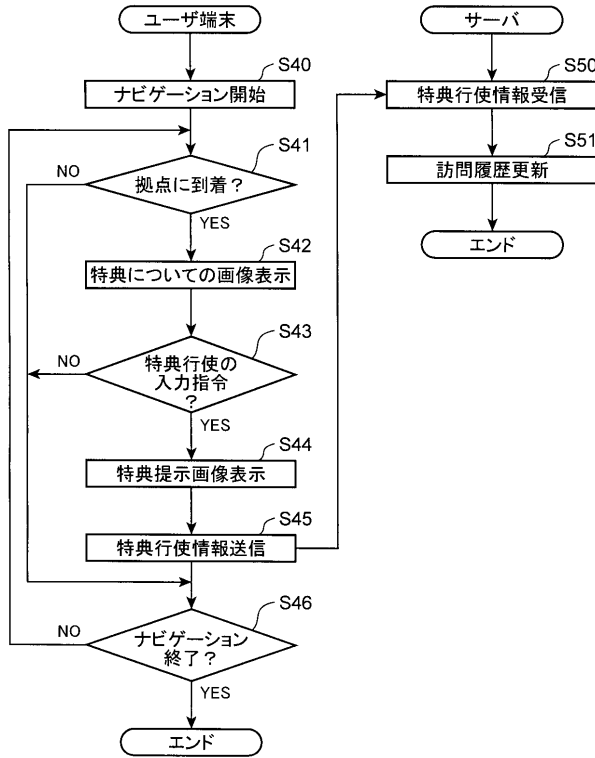 ユーザ端末
S40
ナビゲーション開始
S41
拠点に到着？
NO
YES
S42
特典についての画像表示
S43
特典行使の
入力指令
？
NO
YES
S44
特典提示画像表示
S45
特典行使情報送信
S46
ナビゲーション
終了？
NO
YES
エンド
サーバ
S50
特典行使情報受信
S51
訪問履歴更新
エンド